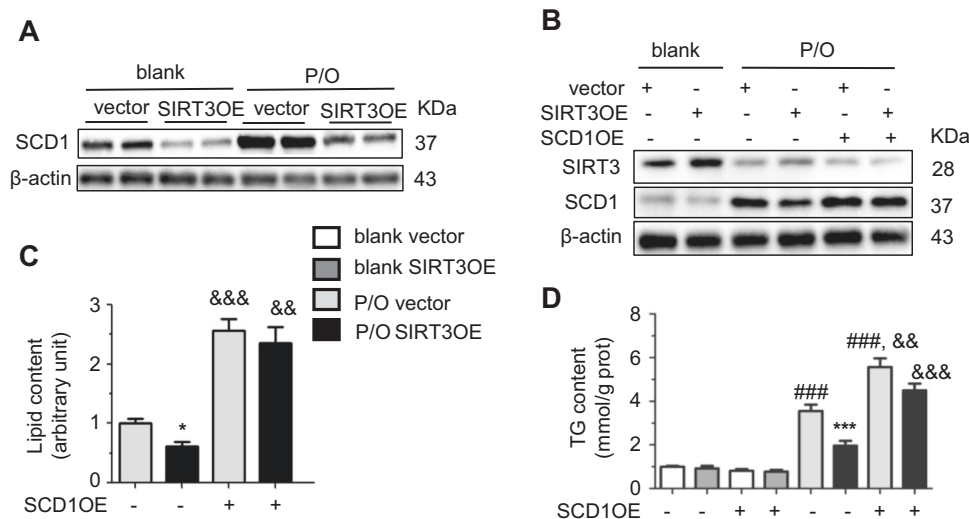 A
blank P/O
vector SIRT3OE vector SIRT3OE KDa
SCD1 37
β-actin 43
B
blank P/O
vector + - + - + -
SIRT3OE - + - + - +
SCD1OE - - - - + + KDa
SIRT3 28
SCD1 37
β-actin 43
C
blank vector
blank SIRT3OE
P/O vector
P/O SIRT3OE
Lipid content
(arbitrary unit)
3
2
1
0
*
&&&
&&
SCD1OE - - + +
D
TG content
(mmol/g prot)
8
6
4
2
0
###
***
###, &&
&&&
SCD1OE - - + + - - + +